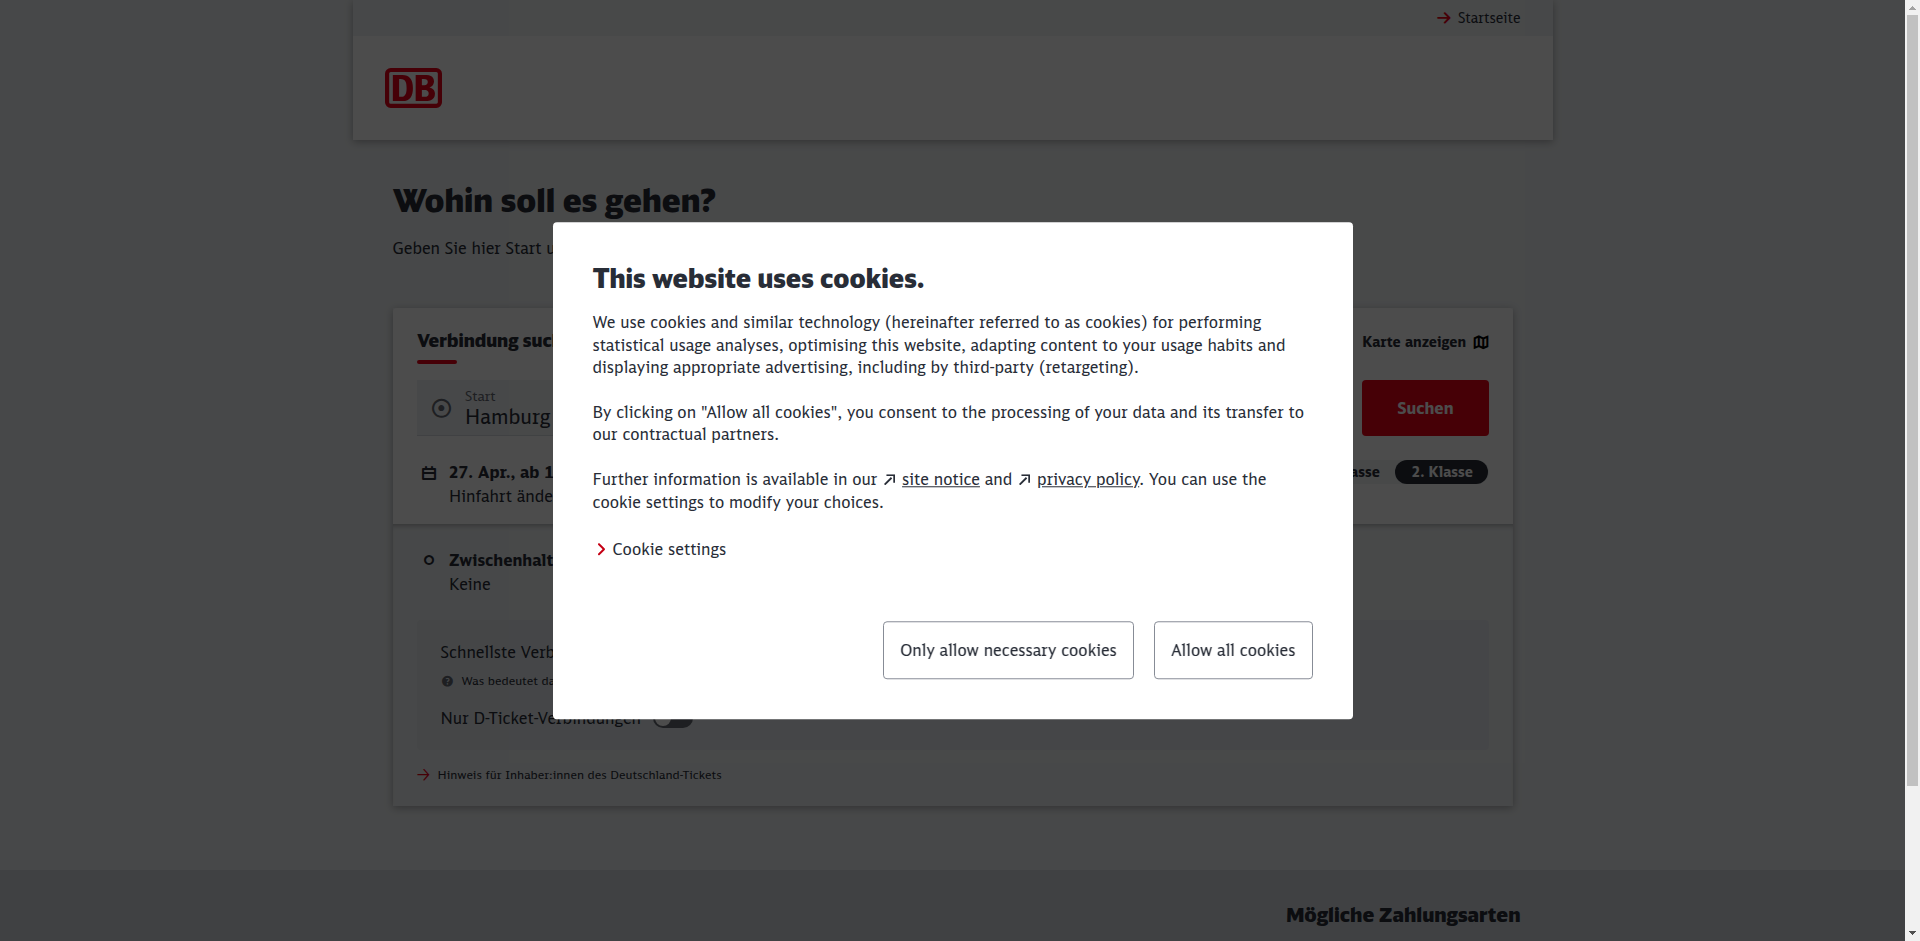 Startseite
DB
Wohin soll es gehen?
Geben Sie hier Start
This website uses cookies.
We use cookies and similar technology (hereinafter referred to as cookies) for performing
statistical usage analyses, optimising this website, adapting content to your usage habits and
displaying appropriate advertising, including by third-party (retargeting).
By clicking on "Allow all cookies", you consent to the processing of your data and its transfer to
our contractual partners.
Further information is available in our site notice and privacy policy. You can use the
cookie settings to modify your choices.
Cookie settings
Only allow necessary cookies
Allow all cookies
Verbindung suc
Karte anzeigen
Start
Hamburg
Suchen
27. Apr., ab 1
Hinfahrt ände
asse
2. Klasse
Zwischenhalt
Keine
Schnellste Verb
Was bedeutet da
Nur D-Ticket-Verbindungen
Hinweis für Inhaber:innen des Deutschland-Tickets
Mögliche Zahlungsarten